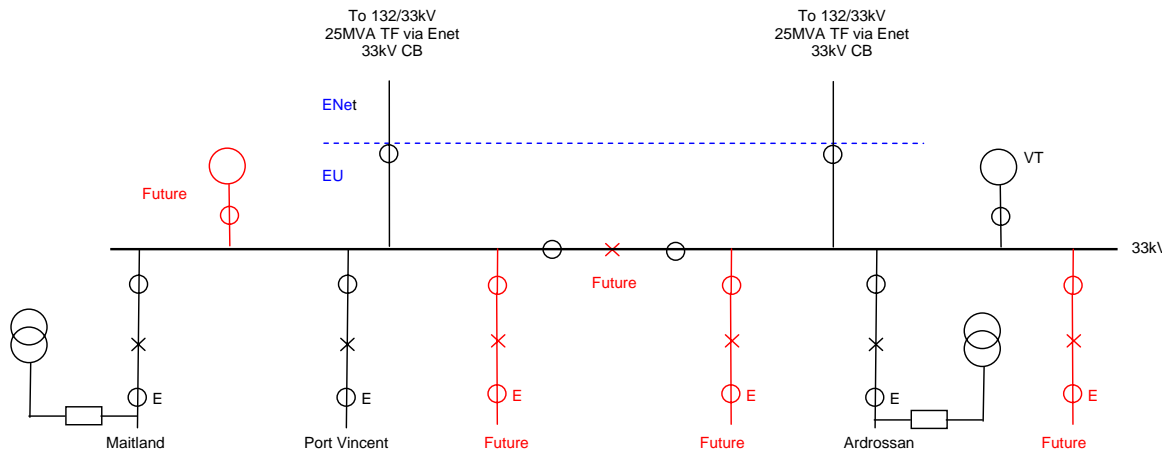 To 132/33kV
25MVA TF via Enet
33kV CB
To 132/33kV
25MVA TF via Enet
33kV CB
ENet
EU
VT
Future
33kV
Future
E
E
E
E
E
E
Maitland
Port Vincent
Future
Future
Ardrossan
Future